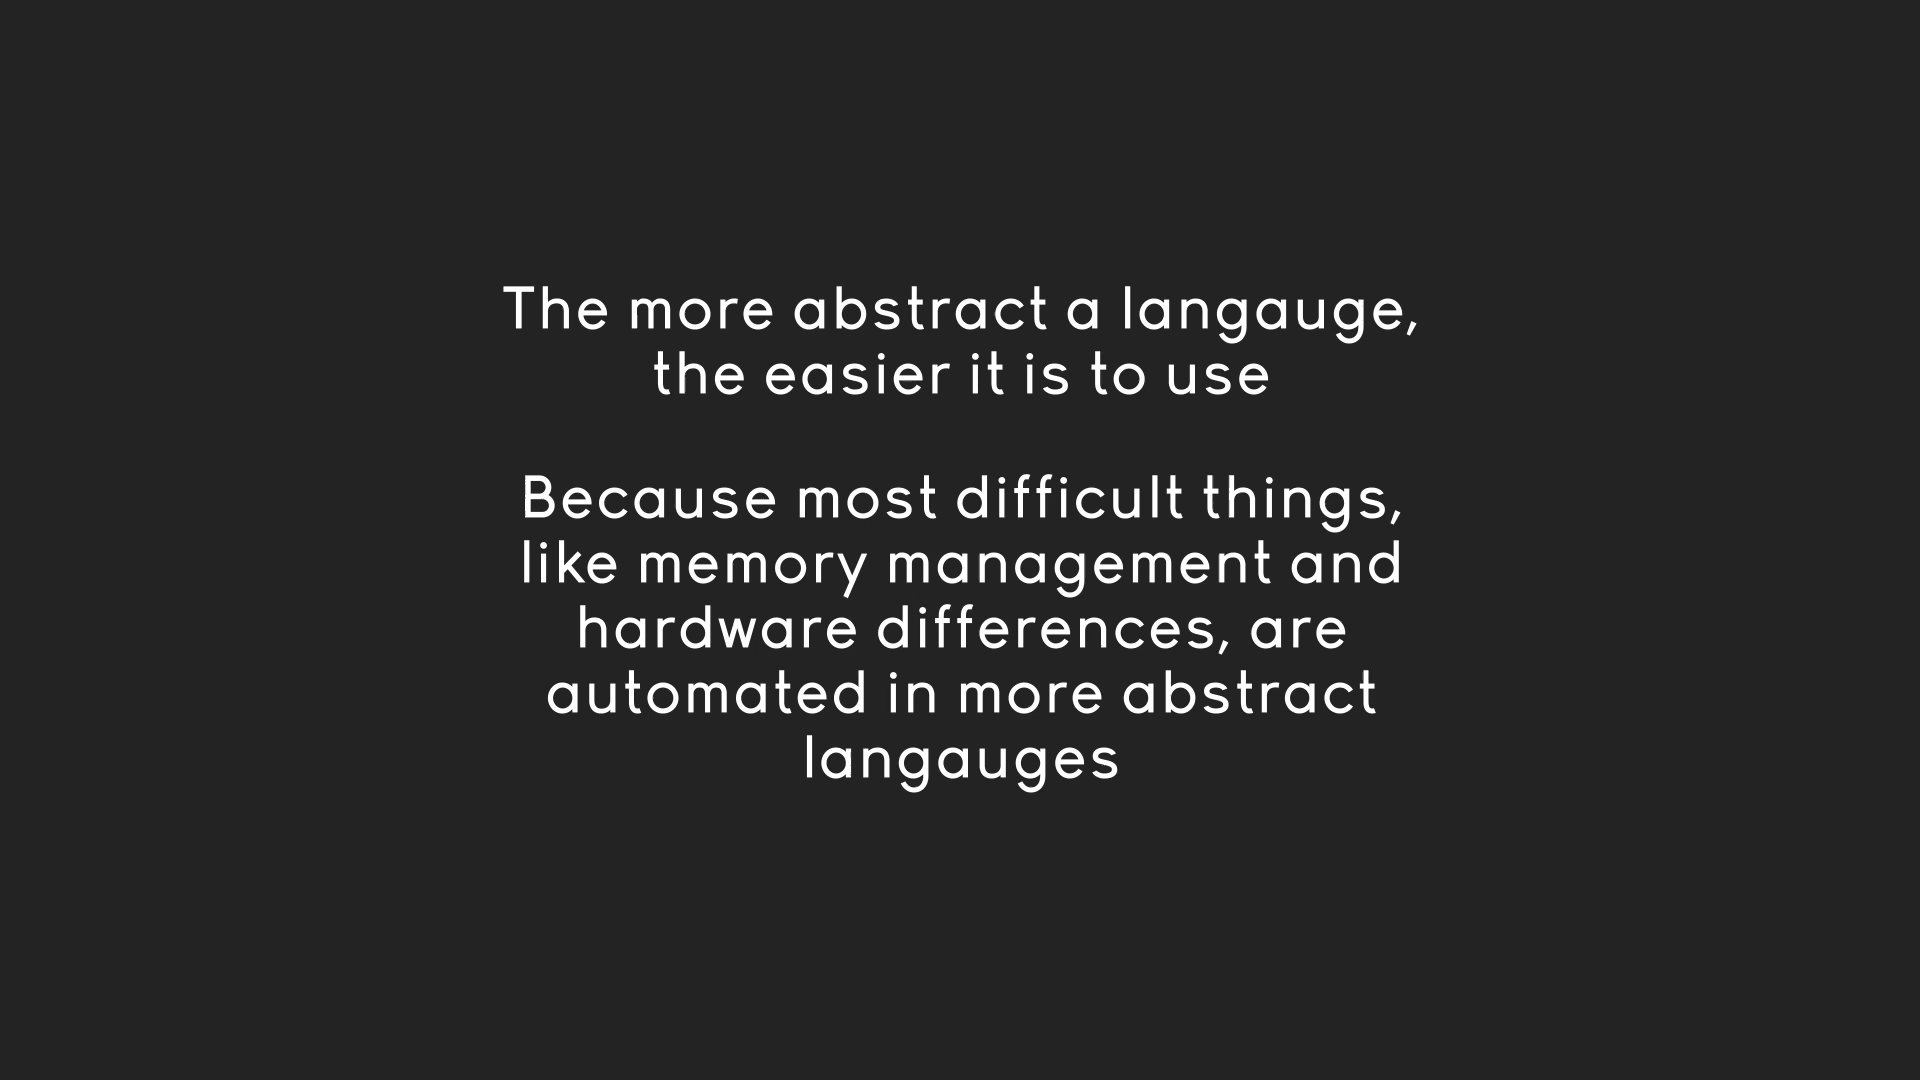 The more abstract a langauge,
the easier it is to use
Because most difficult things,
like memory management and
hardware differences, are
automated in more abstract
langauges